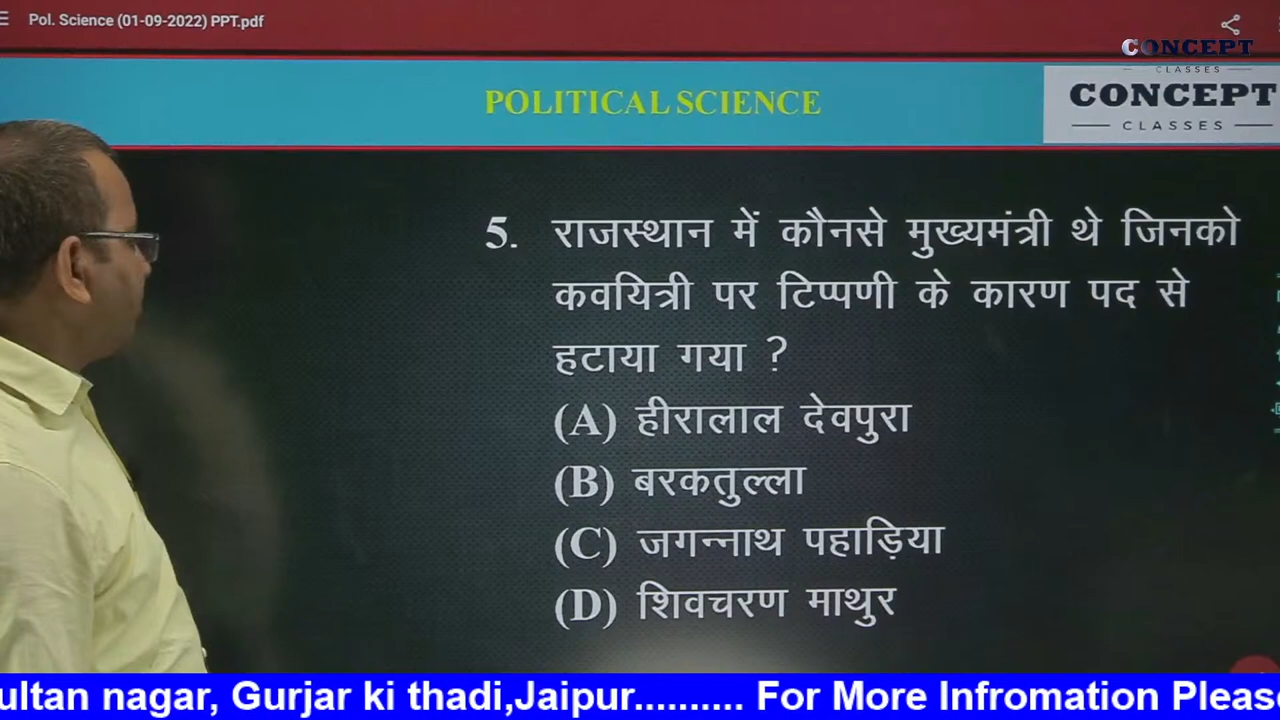 Pol. Science (01-09-2022) PPT.pdf
CONCEPT
CLASSES
POLITICAL SCIENCE
CONCEPT
CLASSES
5. राजस्थान में कौनसे मुख्यमंत्री थे जिनको
कवयित्री पर टिप्पणी के कारण पद से
हटाया गया ?
(A) हीरालाल देवपुरा
(B) बरकतुल्ला
(C) जगन्नाथ पहाड़िया
(D) शिवचरण माथुर
ultan nagar, Gurjar ki thadi,Jaipur.......... For More Infromation Pleas